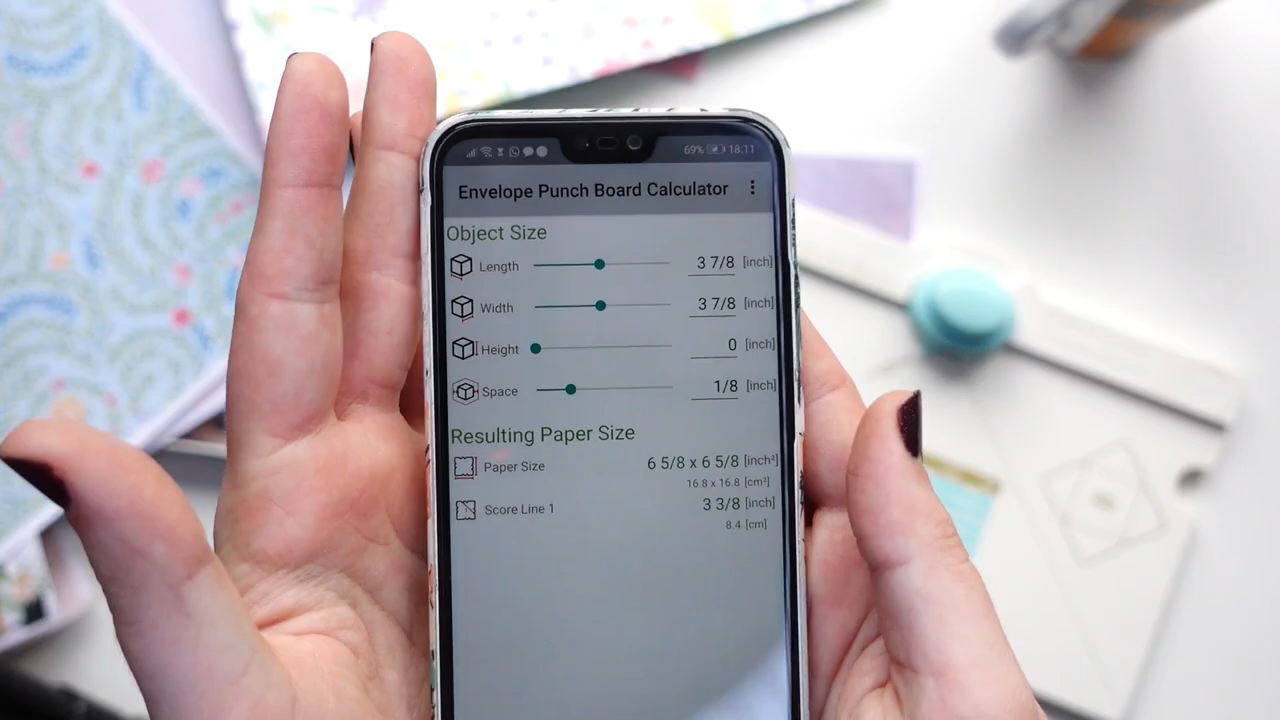 69% 18:11
Envelope Punch Board Calculator
Object Size
Length 3 7/8 [inch]
Width 3 7/8 [inch]
Height 0 [inch]
Space 1/8 [inch]
Resulting Paper Size
Paper Size 6 5/8 x 6 5/8 [inch²]
16.8 x 16.8 [cm²]
Score Line 1 3 3/8 [inch]
8.4 [cm]